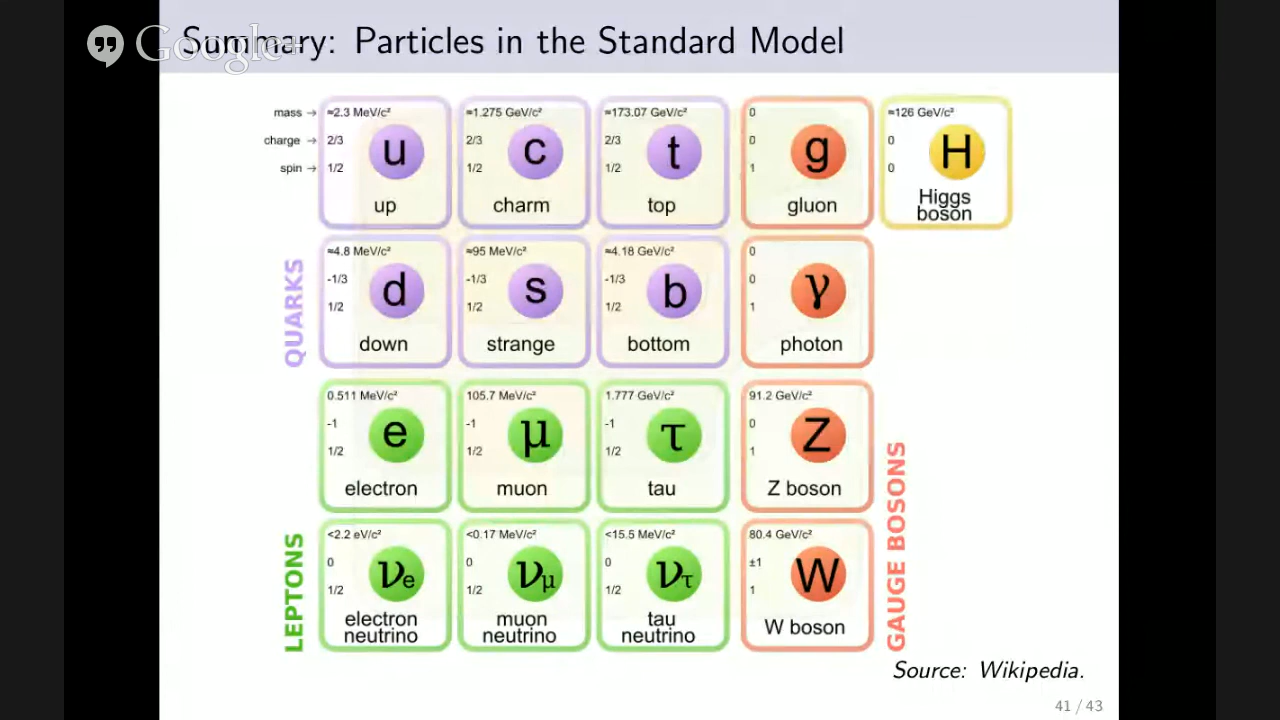 Google+
Summary: Particles in the Standard Model
mass → ≈2.3 MeV/c² ≈1.275 GeV/c² ≈173.07 GeV/c² 0 ≈126 GeV/c²
charge → 2/3 2/3 2/3 0 0
spin → 1/2 1/2 1/2 1 0
u c t g H
up charm top gluon Higgs
boson
QUARKS
≈4.8 MeV/c² ≈95 MeV/c² ≈4.18 GeV/c² 0
-1/3 -1/3 -1/3 0
1/2 1/2 1/2 1
d s b γ
down strange bottom photon
0.511 MeV/c² 105.7 MeV/c² 1.777 GeV/c² 91.2 GeV/c²
-1 -1 -1 0
1/2 1/2 1/2 1
e μ τ Z
electron muon tau Z boson
LEPTONS
<2.2 eV/c² <0.17 MeV/c² <15.5 MeV/c² 80.4 GeV/c²
0 0 0 ±1
1/2 1/2 1/2 1
νe νμ ντ W
electron muon tau W boson
neutrino neutrino neutrino
GAUGE BOSONS
Source: Wikipedia.
41 / 43